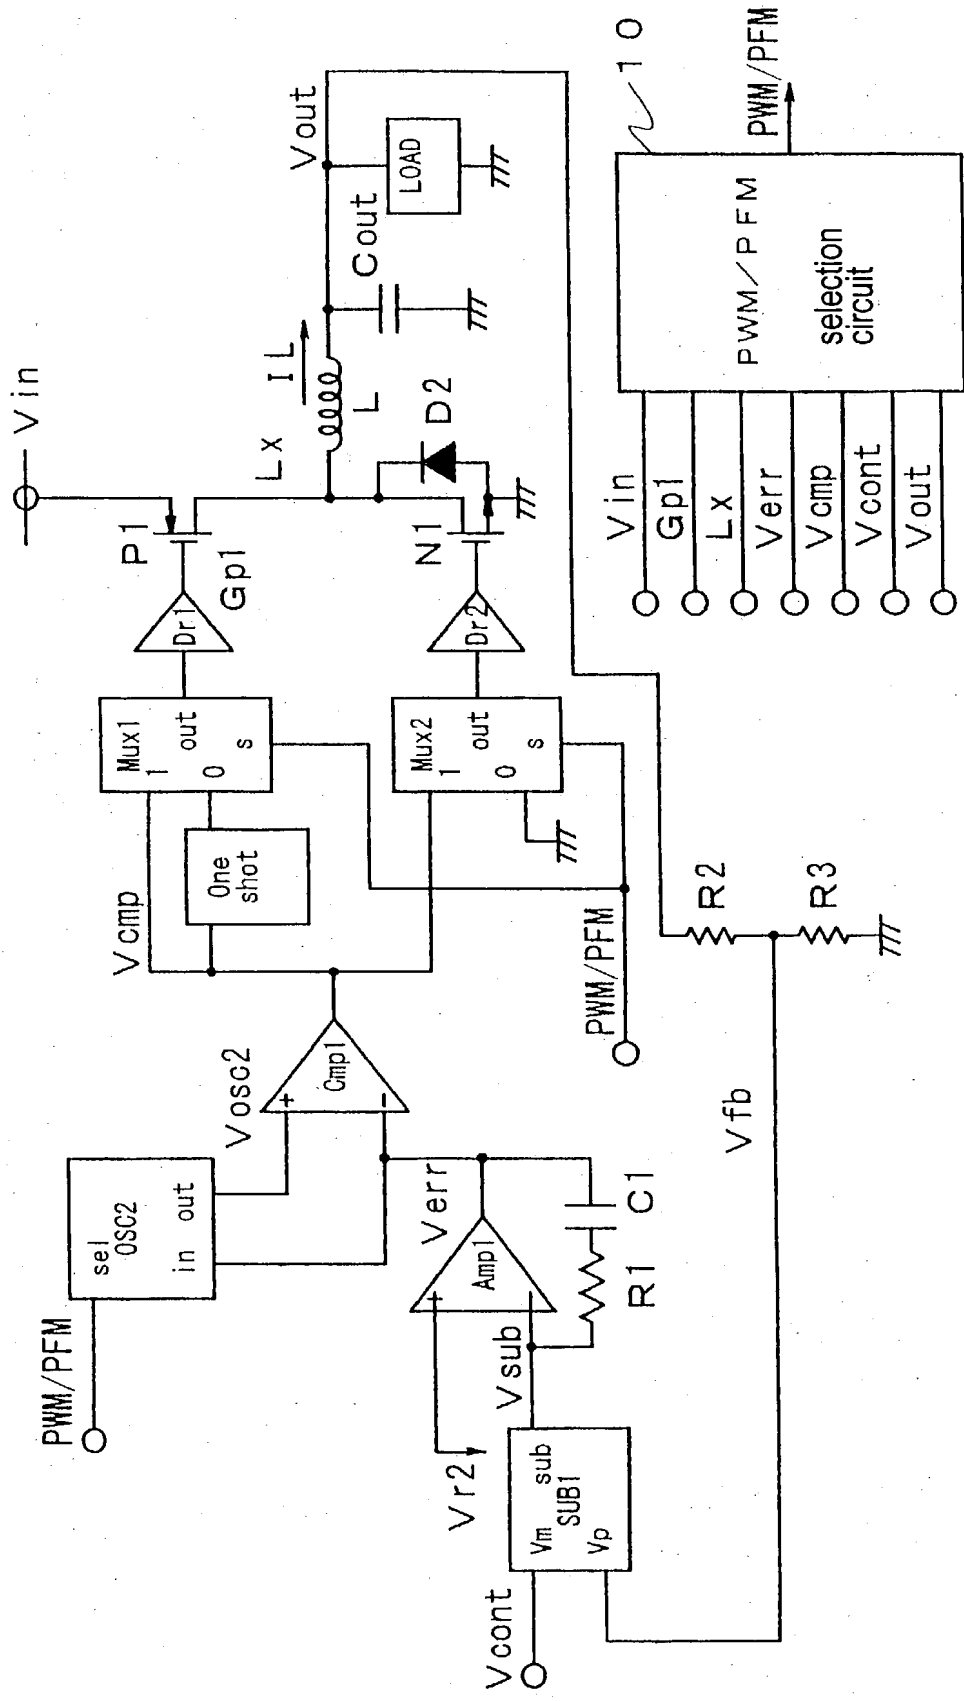 Vin
P1
Gp1
Dr1
Lx
IL
L
Vout
Cout
LOAD
D2
N1
Dr2
Mux1
1
out
0
s
Mux2
1
out
0
s
One
shot
Vcmp
Cmp1
+
-
Vosc2
PWM/PFM
sel
OSC2
in
out
PWM/PFM
Verr
Amp1
+
-
Vr2
Vsub
R1
C1
Vcont
Vm
sub
SUB1
Vp
Vfb
R2
R3
Vin
Gp1
Lx
Verr
Vcmp
Vcont
Vout
PWM/PFM
selection
circuit
10
PWM/PFM